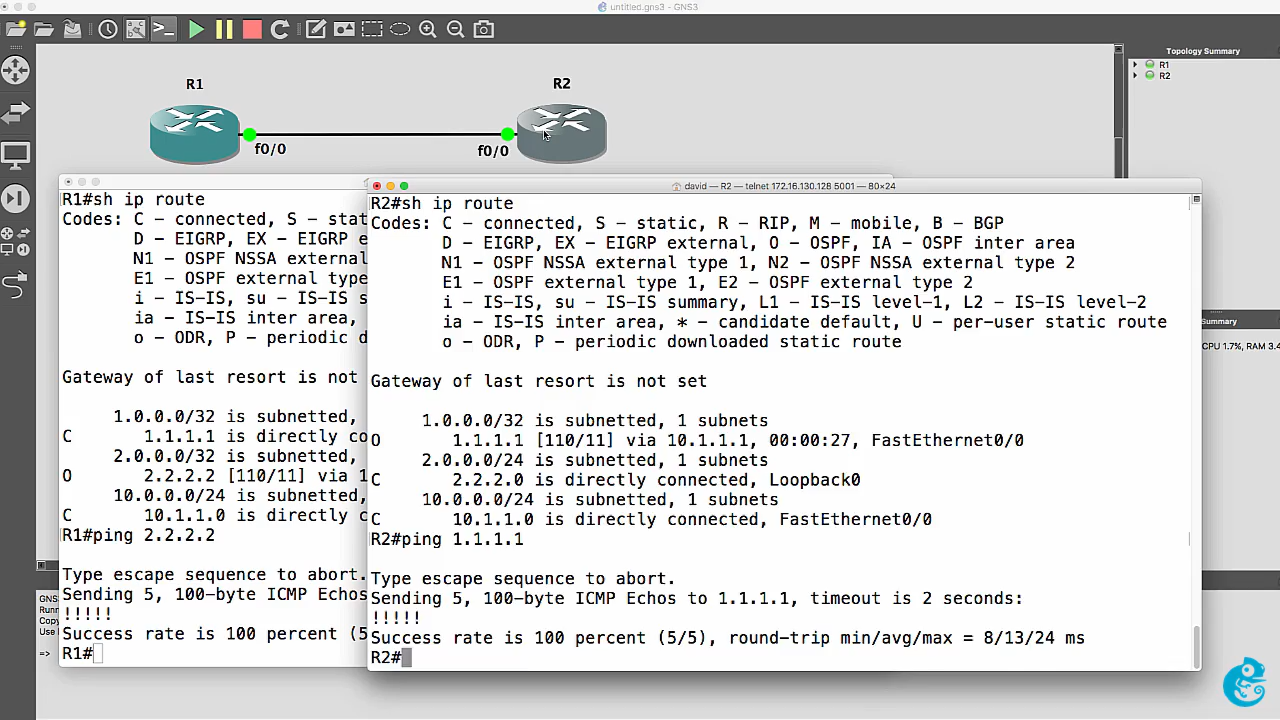 untitled.gns3 — GNS3
Topology Summary
R1
R2
R1
R2
f0/0
f0/0
R1#sh ip route
Codes: C – connected, S – stat
D – EIGRP, EX – EIGRP e
N1 – OSPF NSSA external
E1 – OSPF external type
i – IS–IS, su – IS–IS s
ia – IS–IS inter area,
o – ODR, P – periodic d
Gateway of last resort is not
1.0.0.0/32 is subnetted,
C 1.1.1.1 is directly co
2.0.0.0/32 is subnetted,
O 2.2.2.2 [110/11] via 1
10.0.0.0/24 is subnetted,
C 10.1.1.0 is directly c
R1#ping 2.2.2.2
Type escape sequence to abort.
Sending 5, 100–byte ICMP Echos
!!!!!
Success rate is 100 percent (5
R1#
david — R2 — telnet 172.16.130.128 5001 — 80×24
R2#sh ip route
Codes: C – connected, S – static, R – RIP, M – mobile, B – BGP
D – EIGRP, EX – EIGRP external, O – OSPF, IA – OSPF inter area
N1 – OSPF NSSA external type 1, N2 – OSPF NSSA external type 2
E1 – OSPF external type 1, E2 – OSPF external type 2
i – IS–IS, su – IS–IS summary, L1 – IS–IS level–1, L2 – IS–IS level–2
ia – IS–IS inter area, * – candidate default, U – per–user static route
o – ODR, P – periodic downloaded static route
Gateway of last resort is not set
1.0.0.0/32 is subnetted, 1 subnets
O 1.1.1.1 [110/11] via 10.1.1.1, 00:00:27, FastEthernet0/0
2.0.0.0/24 is subnetted, 1 subnets
C 2.2.2.0 is directly connected, Loopback0
10.0.0.0/24 is subnetted, 1 subnets
C 10.1.1.0 is directly connected, FastEthernet0/0
R2#ping 1.1.1.1
Type escape sequence to abort.
Sending 5, 100–byte ICMP Echos to 1.1.1.1, timeout is 2 seconds:
!!!!!
Success rate is 100 percent (5/5), round–trip min/avg/max = 8/13/24 ms
R2#
Summary
CPU 1.7%, RAM 3.4
GNS
Runn
Copy
Use
=>